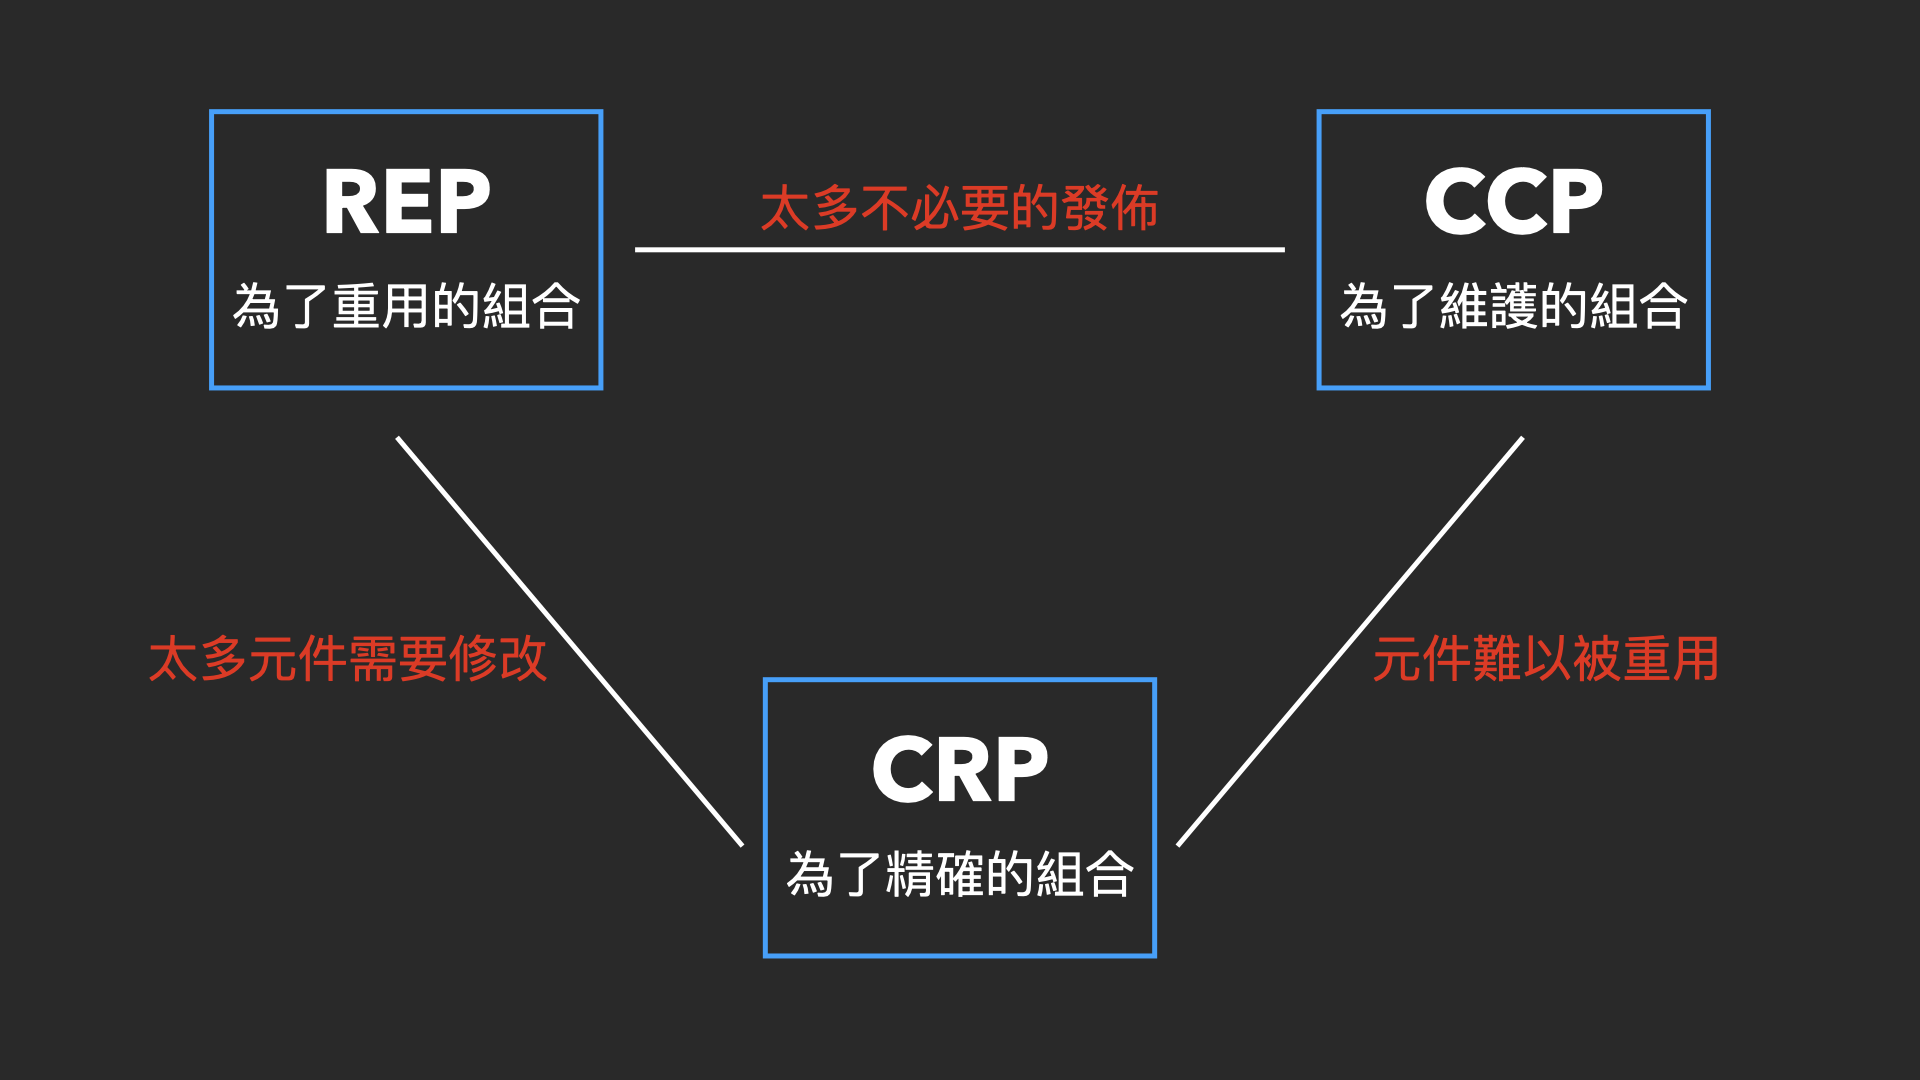 REP
為了重用的組合
太多不必要的發佈
CCP
為了維護的組合
太多元件需要修改
元件難以被重用
CRP
為了精確的組合